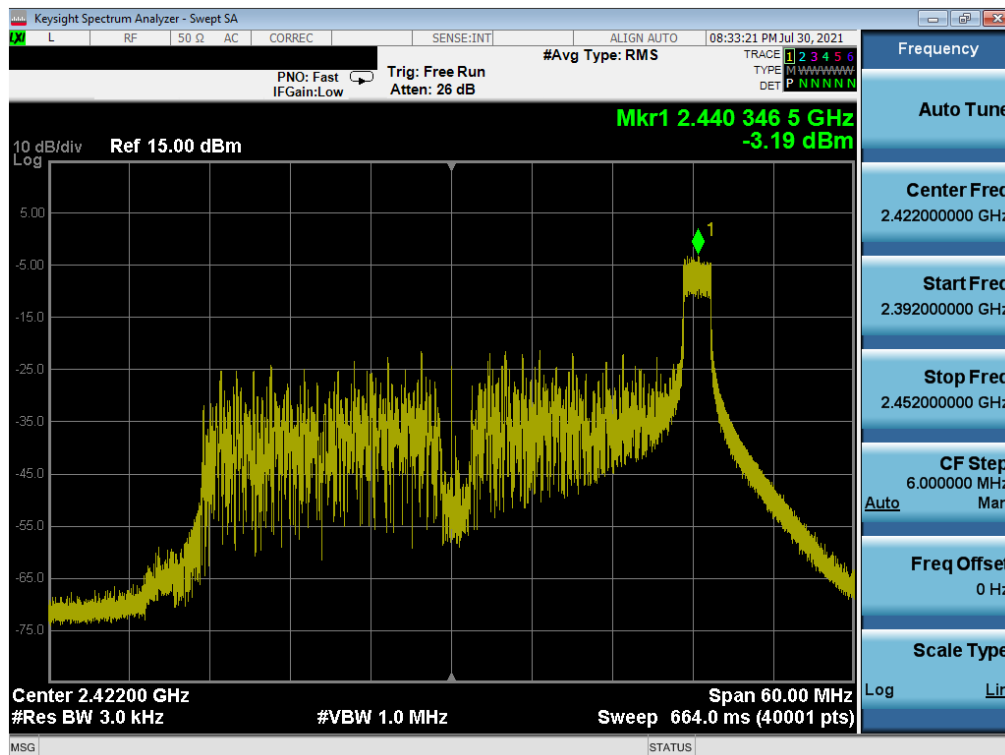 Keysight Spectrum Analyzer - Swept SA
LXI L RF 50 Ω AC CORREC SENSE:INT ALIGN AUTO 08:33:21 PM Jul 30, 2021
PNO: Fast
IFGain:Low
Trig: Free Run
Atten: 26 dB
#Avg Type: RMS
TRACE 1 2 3 4 5 6
TYPE M W W W W W
DET P N N N N N
Mkr1 2.440 346 5 GHz
-3.19 dBm
10 dB/div Ref 15.00 dBm
Log
5.00
-5.00
-15.0
-25.0
-35.0
-45.0
-55.0
-65.0
-75.0
1
Center 2.42200 GHz Span 60.00 MHz
#Res BW 3.0 kHz #VBW 1.0 MHz Sweep 664.0 ms (40001 pts)
MSG STATUS
Frequency
Auto Tune
Center Freq
2.422000000 GHz
Start Freq
2.392000000 GHz
Stop Freq
2.452000000 GHz
CF Step
6.000000 MHz
Auto Man
Freq Offset
0 Hz
Scale Type
Log Lin